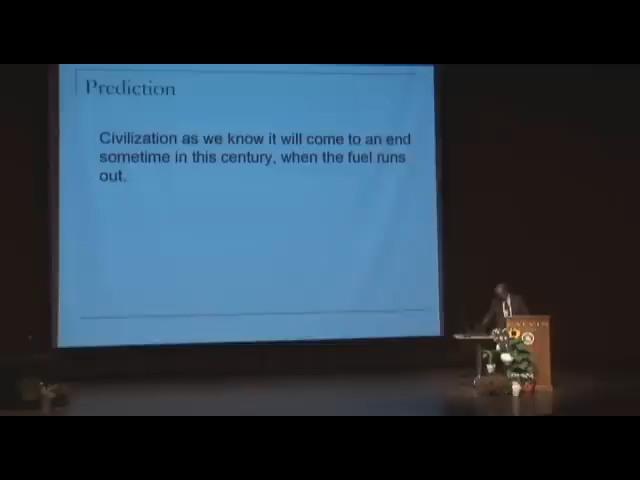 Prediction
Civilization as we know it will come to an end
sometime in this century, when the fuel runs
out.
CALVIN